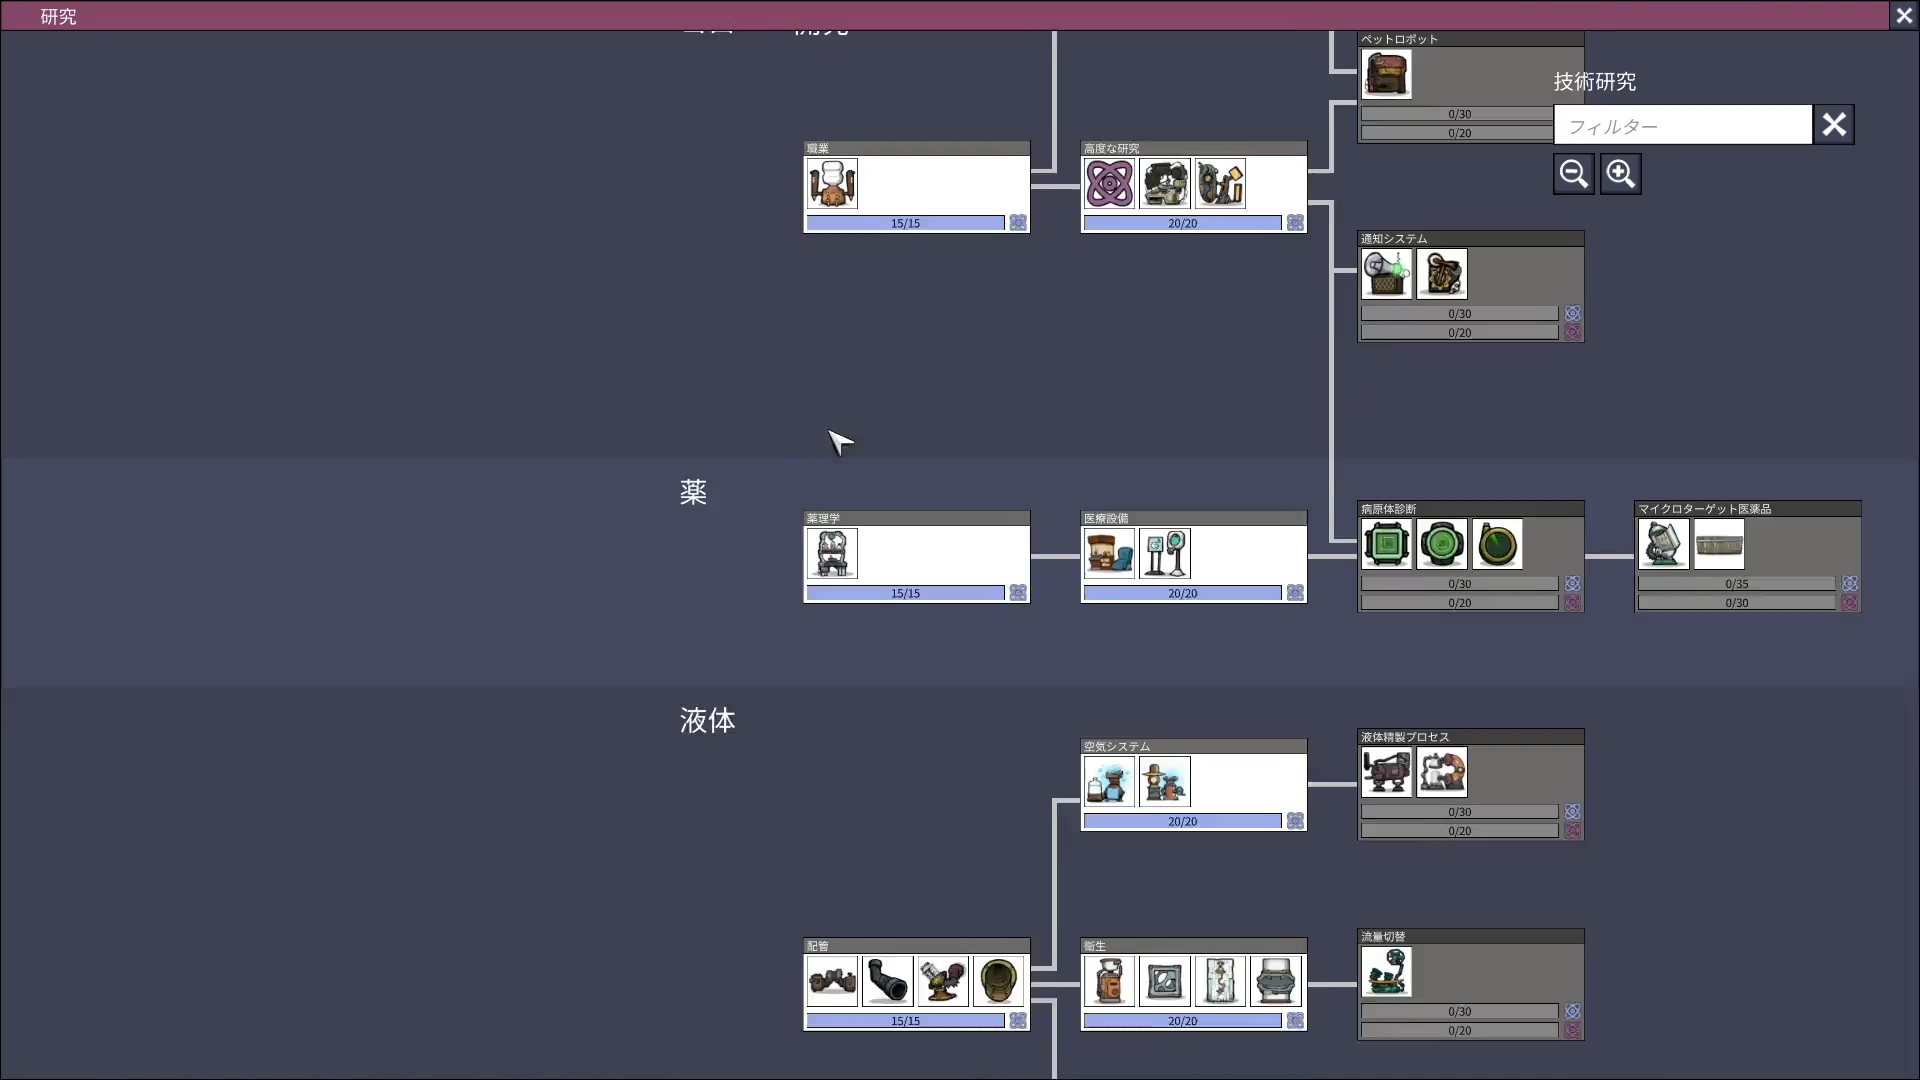 研究
ペットロボット
技術研究
0/30
0/20
フィルター
職業
15/15
高度な研究
20/20
通知システム
0/30
0/20
薬
薬理学
15/15
医療設備
20/20
病原体診断
0/30
0/20
マイクロターゲット医薬品
0/35
0/30
液体
空気システム
20/20
液体精製プロセス
0/30
0/20
配管
15/15
衛生
20/20
流量切替
0/30
0/20